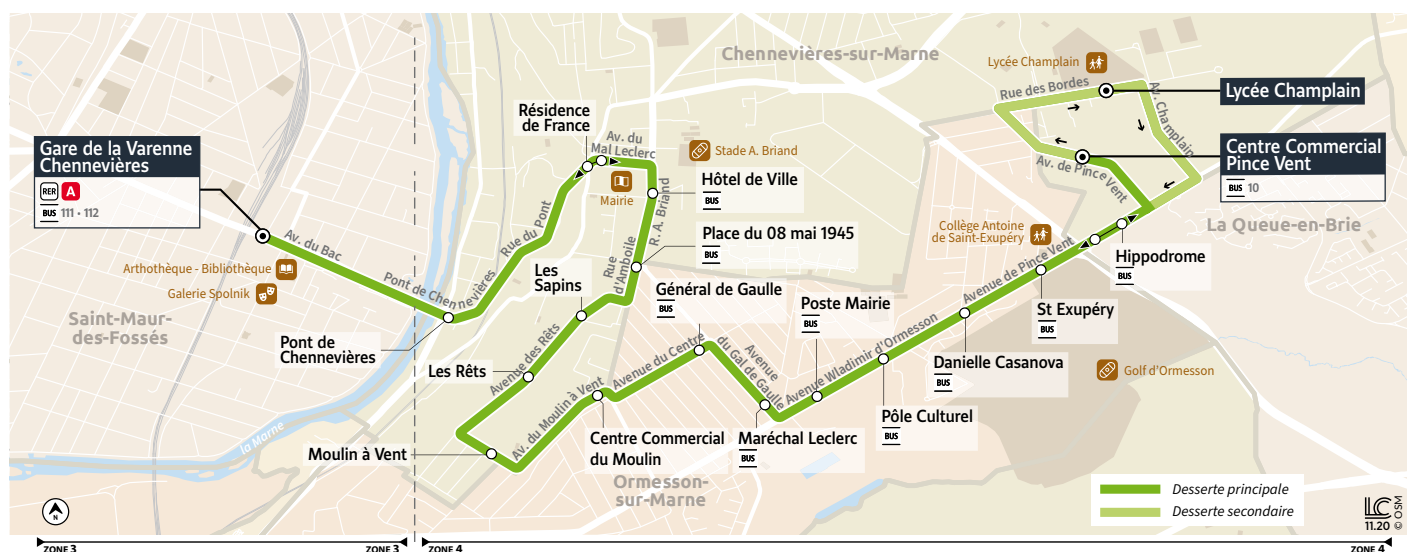 Chennevières-sur-Marne
Lycée Champlain
Rue des Bordes
Av. Champlain
Lycée Champlain
Centre Commercial
Pince Vent
BUS 10
Av. de Pince Vent
La Queue-en-Brie
Résidence
de France
Av. du
Mal Leclerc
Stade A. Briand
Mairie
Hôtel de Ville
BUS
R. A. Briand
Gare de la Varenne
Chennevières
RER A
BUS 111 • 112
Av. du Bac
Arthothèque - Bibliothèque
Galerie Spolnik
Saint-Maur-
des-Fossés
Pont de Chennevières
Rue du Pont
Pont de
Chennevières
la Marne
Place du 08 mai 1945
BUS
Rue
d'Amboile
Les
Sapins
Les Rêts
Avenue des Rêts
Moulin à Vent
Av. du Moulin à Vent
Centre Commercial
du Moulin
Avenue du Centre
Général de Gaulle
BUS
Avenue
du Gal de Gaulle
Maréchal Leclerc
BUS
Poste Mairie
BUS
Avenue Wladimir d'Ormesson
Pôle Culturel
BUS
Danielle Casanova
BUS
Avenue de Pince Vent
St Exupéry
BUS
Collège Antoine
de Saint-Exupéry
Hippodrome
BUS
Golf d'Ormesson
Ormesson-
sur-Marne
Desserte principale
Desserte secondaire
LC
11.20
© OSM
N
ZONE 3
ZONE 3
ZONE 4
ZONE 4